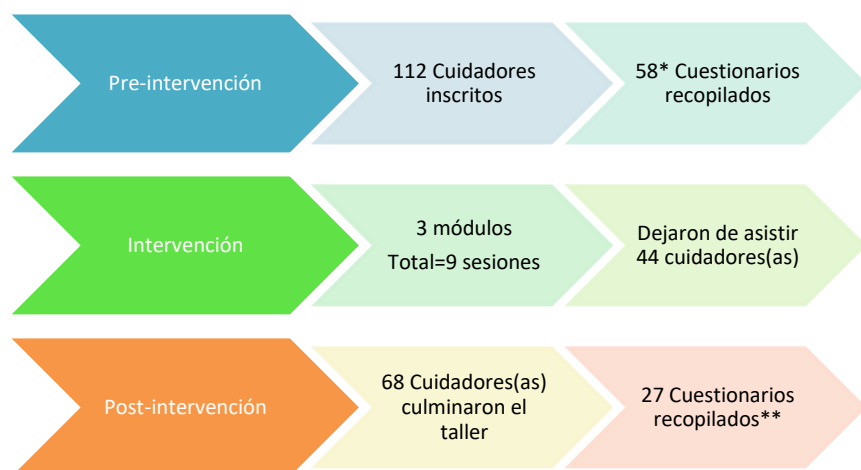 Pre-intervención
112 Cuidadores
inscritos
58* Cuestionarios
recopilados
Intervención
3 módulos
Total=9 sesiones
Dejaron de asistir
44 cuidadores(as)
Post-intervención
68 Cuidadores(as)
culminaron el
taller
27 Cuestionarios
recopilados**